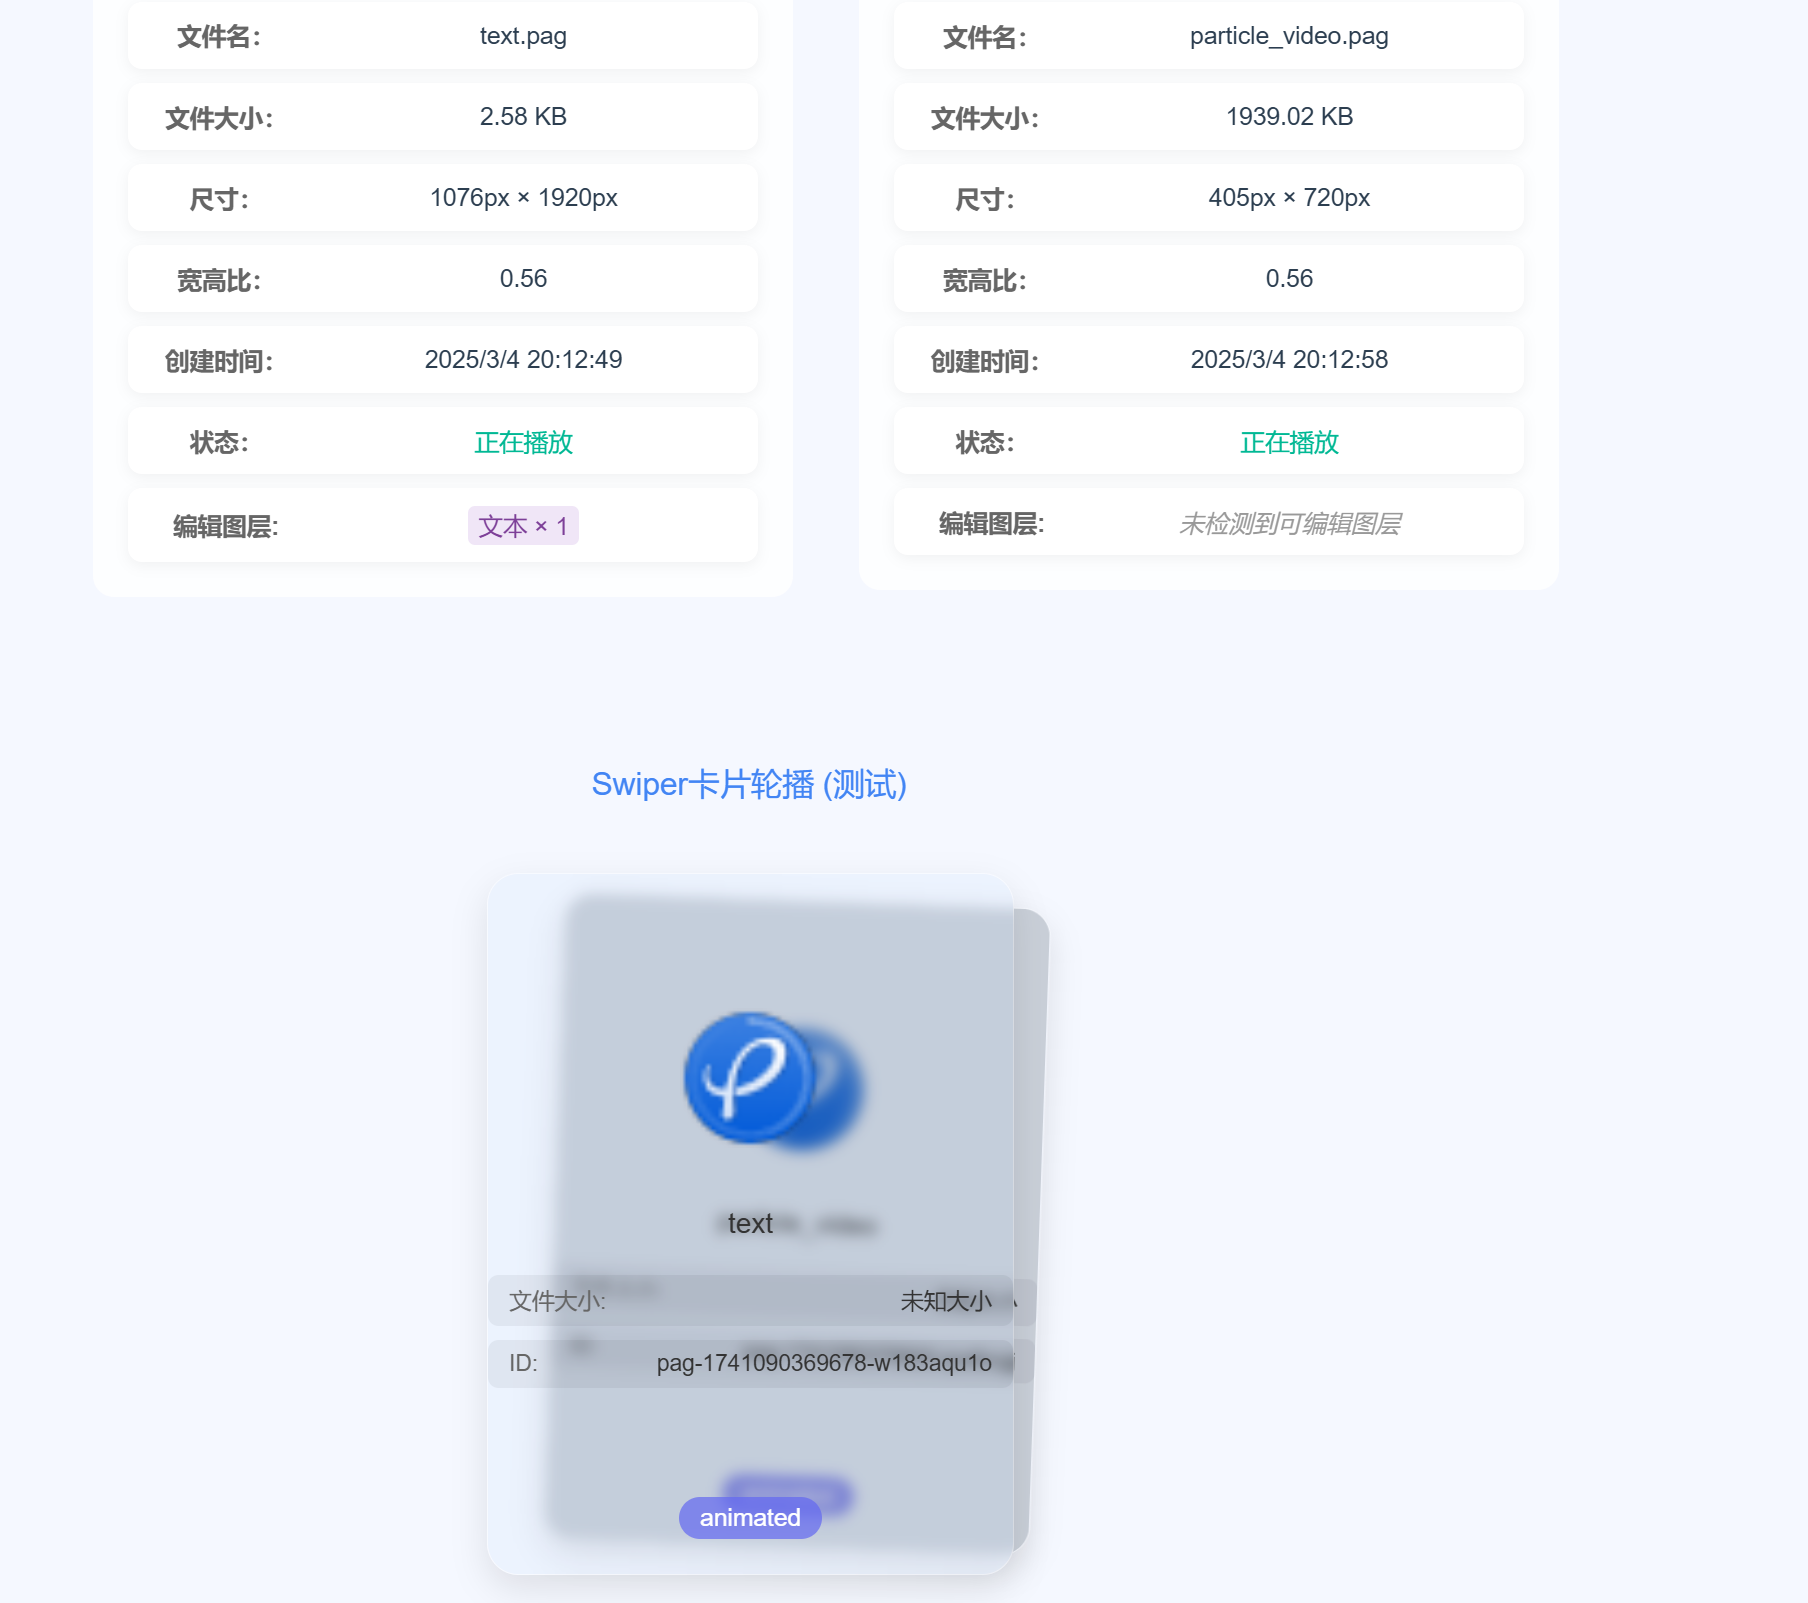 文件名： text.pag
文件大小： 2.58 KB
尺寸： 1076px × 1920px
宽高比： 0.56
创建时间： 2025/3/4 20:12:49
状态： 正在播放
编辑图层: 文本 × 1
文件名： particle_video.pag
文件大小： 1939.02 KB
尺寸： 405px × 720px
宽高比： 0.56
创建时间： 2025/3/4 20:12:58
状态： 正在播放
编辑图层: 未检测到可编辑图层
Swiper卡片轮播 (测试)
text
文件大小: 未知大小
ID: pag-1741090369678-w183aqu1o
animated